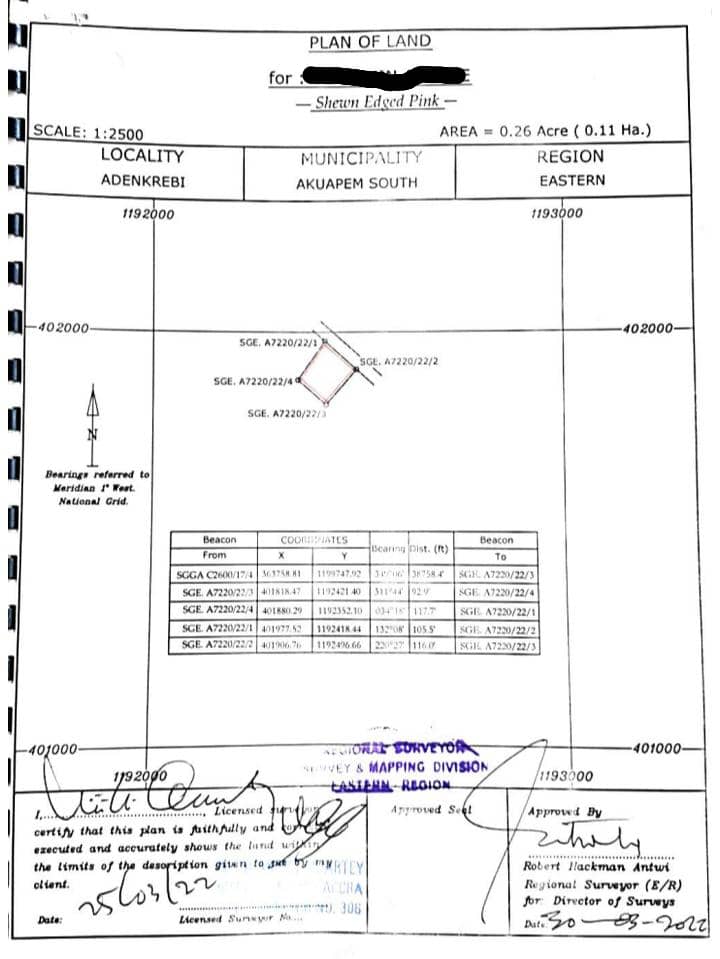 PLAN OF LAND
for :
— Shewn Edged Pink —
SCALE: 1:2500 AREA = 0.26 Acre ( 0.11 Ha.)
LOCALITY MUNICIPALITY REGION
ADENKREBI AKUAPEM SOUTH EASTERN
1192000 1193000
402000 402000
SGE. A7220/22/1
SGE. A7220/22/2
SGE. A7220/22/4
SGE. A7220/22/3
N
Bearings referred to
Meridian 1° West.
National Grid.
Beacon COORDINATES Bearing Dist. (ft) Beacon
From X Y To
SGGA C2600/17/4 363758.81 1199747.92 38758.4' SGE. A7220/22/3
SGE. A7220/22/3 401818.47 1192421.40 311°44' 92.9' SGE. A7220/22/4
SGE. A7220/22/4 401880.29 1192352.10 034°18' 117.7' SGE. A7220/22/1
SGE. A7220/22/1 401977.52 1192418.44 132°08' 105.5' SGE. A7220/22/2
SGE. A7220/22/2 401906.76 1192496.66 220°27' 116.0' SGE. A7220/22/3
401000 401000
REGIONAL SURVEYOR
SURVEY & MAPPING DIVISION
EASTERN REGION
1192000 1193000
I, Licensed surveyor
certify that this plan is faithfully and
executed and accurately shows the land within
the limits of the description given to me by my
client.
ACCRA
NO. 306
25/03/22
Date: Licensed Surveyor No...
Approved Seal
Approved By
Robert Hackman Antwi
Regional Surveyor (E/R)
for: Director of Surveys
Date: 30-03-2022